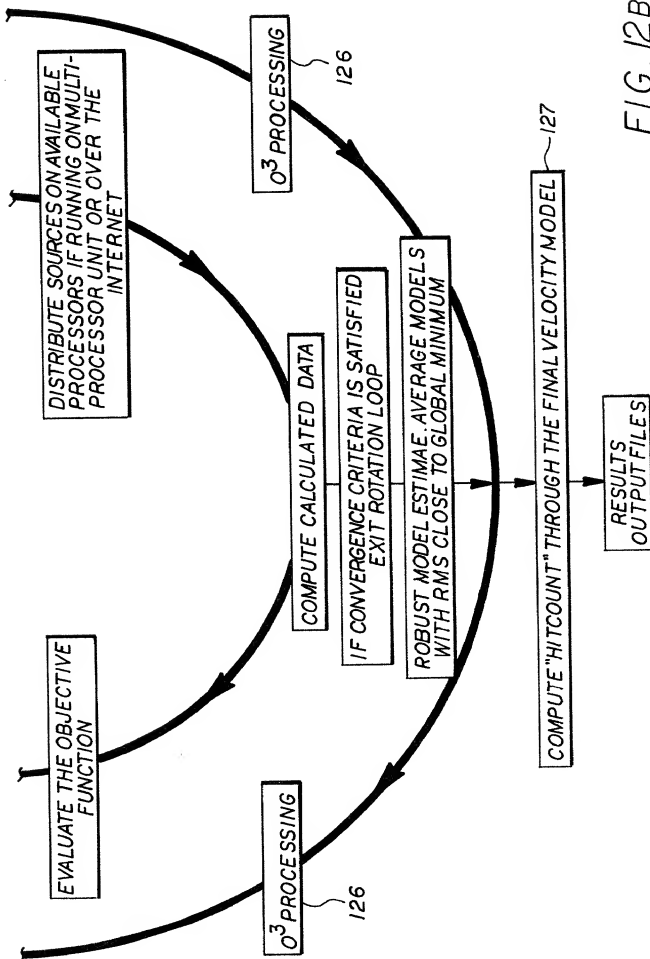 EVALUATE THE OBJECTIVE
FUNCTION
DISTRIBUTE SOURCES ON AVAILABLE
PROCESSORS IF RUNNING ON MULTI-
PROCESSOR UNIT OR OVER THE
INTERNET
O³ PROCESSING
126
O³ PROCESSING
126
COMPUTE CALCULATED DATA
IF CONVERGENCE CRITERIA IS SATISFIED
EXIT ROTATION LOOP
ROBUST MODEL ESTIMAE. AVERAGE MODELS
WITH RMS CLOSE TO GLOBAL MINIMUM
COMPUTE "HITCOUNT" THROUGH THE FINAL VELOCITY MODEL
127
RESULTS
OUTPUT FILES
FIG. 12B